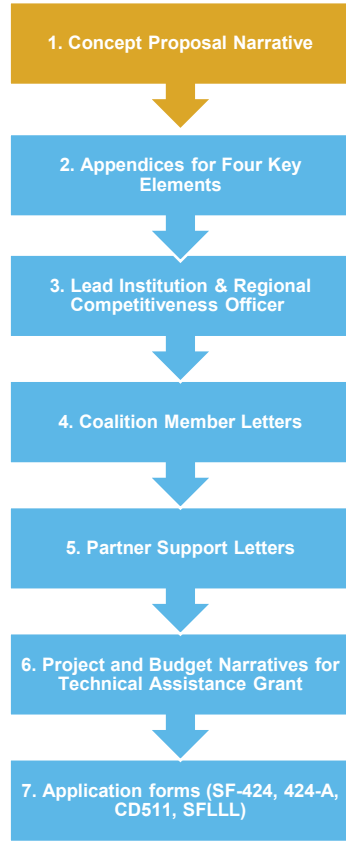 1. Concept Proposal Narrative
2. Appendices for Four Key
Elements
3. Lead Institution & Regional
Competitiveness Officer
4. Coalition Member Letters
5. Partner Support Letters
6. Project and Budget Narratives for
Technical Assistance Grant
7. Application forms (SF-424, 424-A,
CD511, SFLLL)